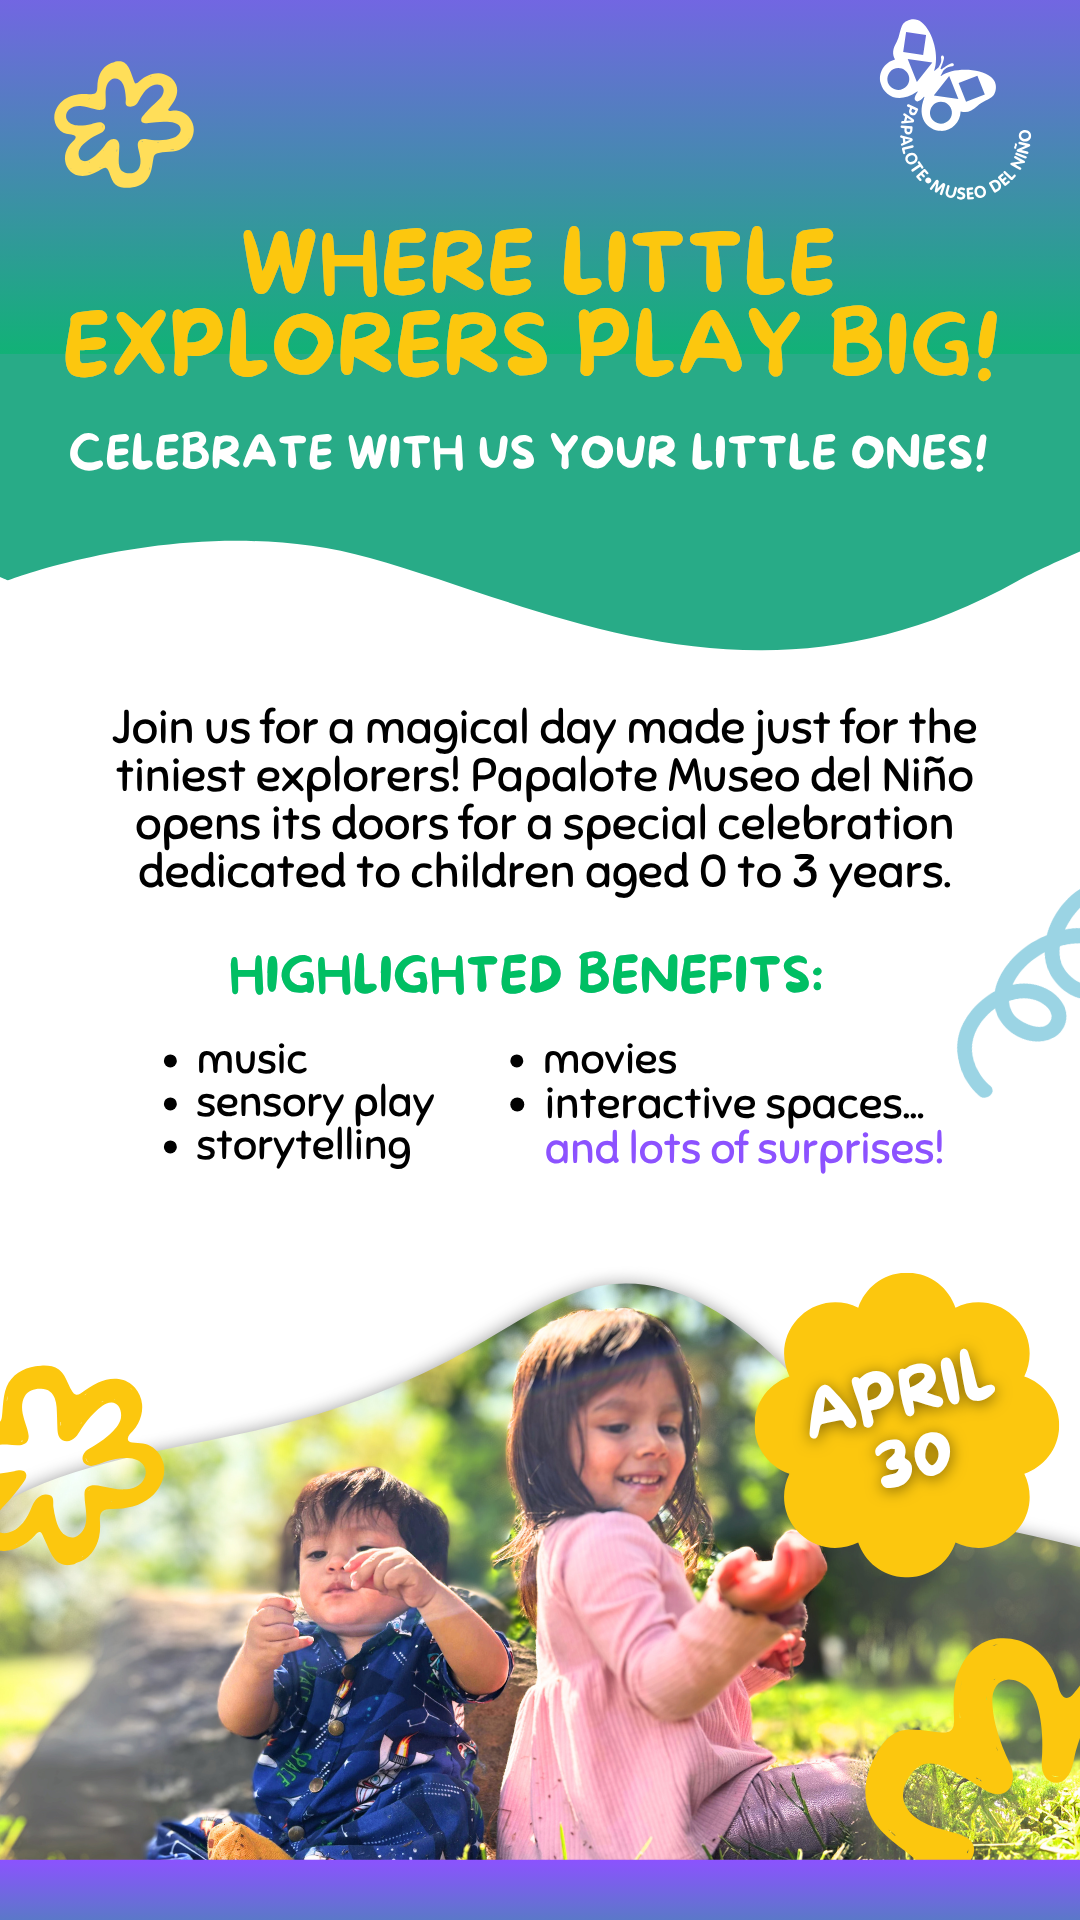 PAPALOTE•MUSEO DEL NIÑO
WHERE LITTLE
EXPLORERS PLAY BIG!
CELEBRATE WITH US YOUR LITTLE ONES!
Join us for a magical day made just for the
tiniest explorers! Papalote Museo del Niño
opens its doors for a special celebration
dedicated to children aged 0 to 3 years.
HIGHLIGHTED BENEFITS:
• music
• sensory play
• storytelling
• movies
• interactive spaces...
and lots of surprises!
APRIL
30
SPACE
SPACE